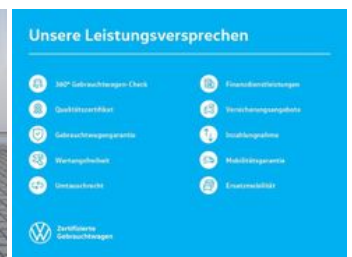 Unsere Leistungsversprechen
360° Gebrauchtwagen-Check
Qualitätszertifikat
Gebrauchtwagengarantie
Wartungsfreiheit
Umtauschrecht
Finanzdienstleistungen
Versicherungsangebote
Inzahlungnahme
Mobilitätsgarantie
Ersatzmobilität
Zertifizierte
Gebrauchtwagen